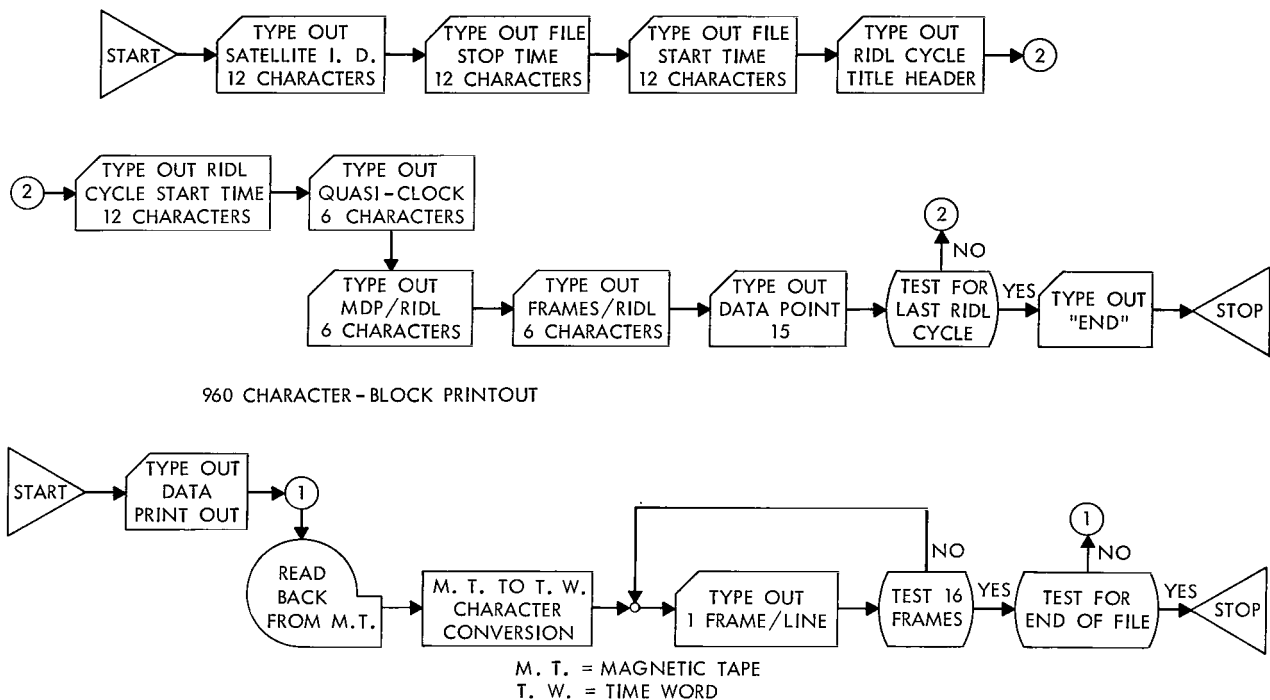 START
TYPE OUT
SATELLITE I. D.
12 CHARACTERS
TYPE OUT FILE
STOP TIME
12 CHARACTERS
TYPE OUT FILE
START TIME
12 CHARACTERS
TYPE OUT
RIDL CYCLE
TITLE HEADER
2
2
TYPE OUT RIDL
CYCLE START TIME
12 CHARACTERS
TYPE OUT
QUASI-CLOCK
6 CHARACTERS
TYPE OUT
MDP/RIDL
6 CHARACTERS
TYPE OUT
FRAMES/RIDL
6 CHARACTERS
TYPE OUT
DATA POINT
15
TEST FOR
LAST RIDL
CYCLE
NO
2
YES
TYPE OUT
"END"
STOP
960 CHARACTER-BLOCK PRINTOUT
START
TYPE OUT
DATA
PRINT OUT
1
READ
BACK
FROM M.T.
M. T. TO T. W.
CHARACTER
CONVERSION
TYPE OUT
1 FRAME/LINE
TEST 16
FRAMES
NO
YES
TEST FOR
END OF FILE
NO
1
YES
STOP
M. T. = MAGNETIC TAPE
T. W. = TIME WORD